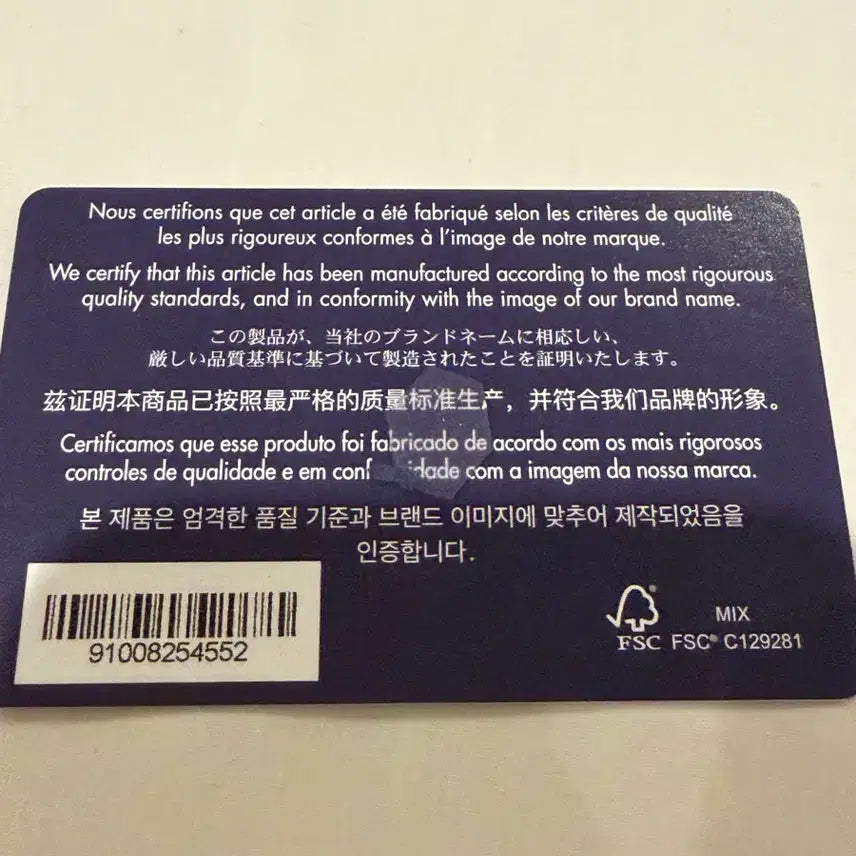 Nous certifions que cet article a été fabriqué selon les critères de qualité
les plus rigoureux conformes à l'image de notre marque.
We certify that this article has been manufactured according to the most rigourous
quality standards, and in conformity with the image of our brand name.
この製品が、当社のブランドネームに相応しい、
厳しい品質基準に基づいて製造されたことを証明いたします。
兹证明本商品已按照最严格的质量标准生产，并符合我们品牌的形象。
Certificamos que esse produto foi fabricado de acordo com os mais rigorosos
controles de qualidade e em com a imagem da nossa marca.
본 제품은 엄격한 품질 기준과 브랜드 이미지에 맞추어 제작되었음을
인증합니다.
91008254552
MIX
FSC FSC® C129281